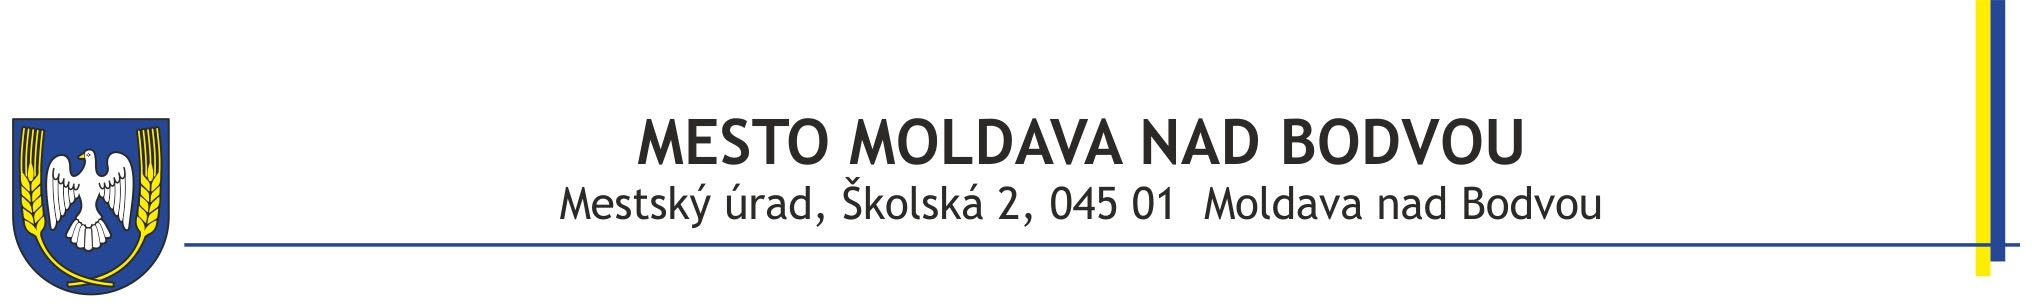 MESTO MOLDAVA NAD BODVOU
Mestský úrad, Školská 2, 045 01  Moldava nad Bodvou